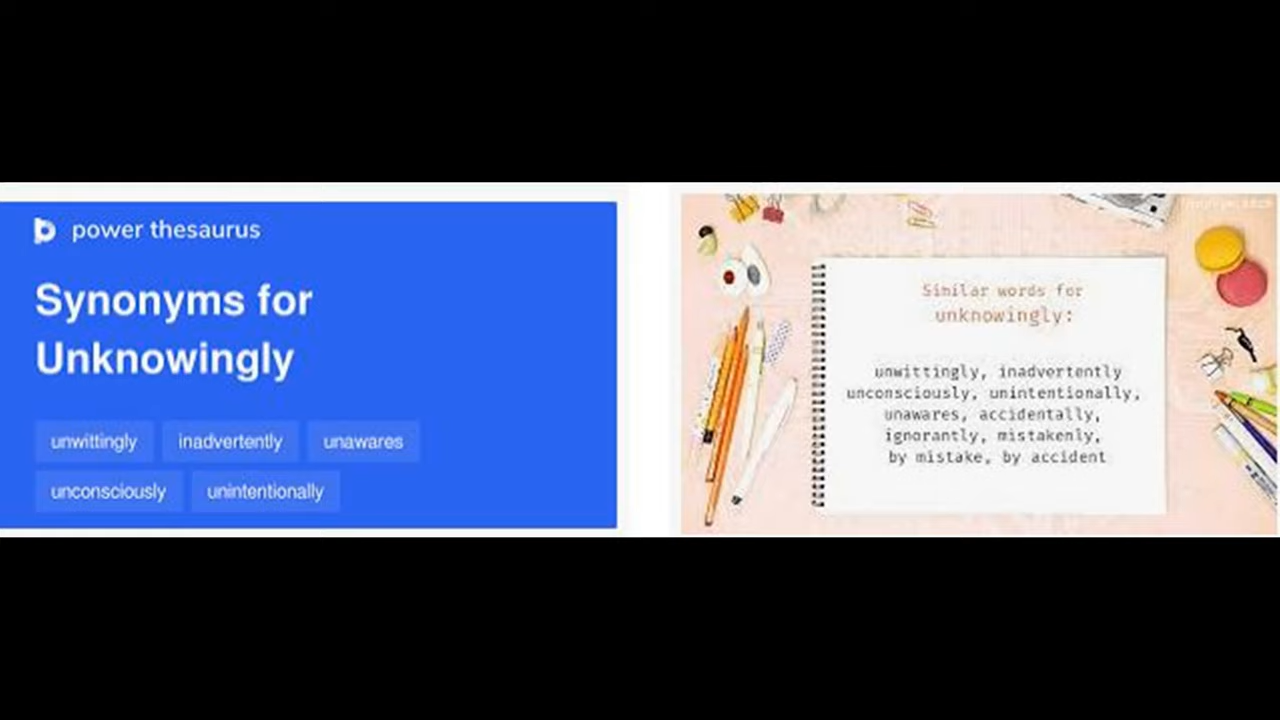 power thesaurus
Synonyms for
Unknowingly
unwittingly inadvertently unawares
unconsciously unintentionally
Similar words for
unknowingly:
unwittingly, inadvertently
unconsciously, unintentionally,
unawares, accidentally,
ignorantly, mistakenly,
by mistake, by accident